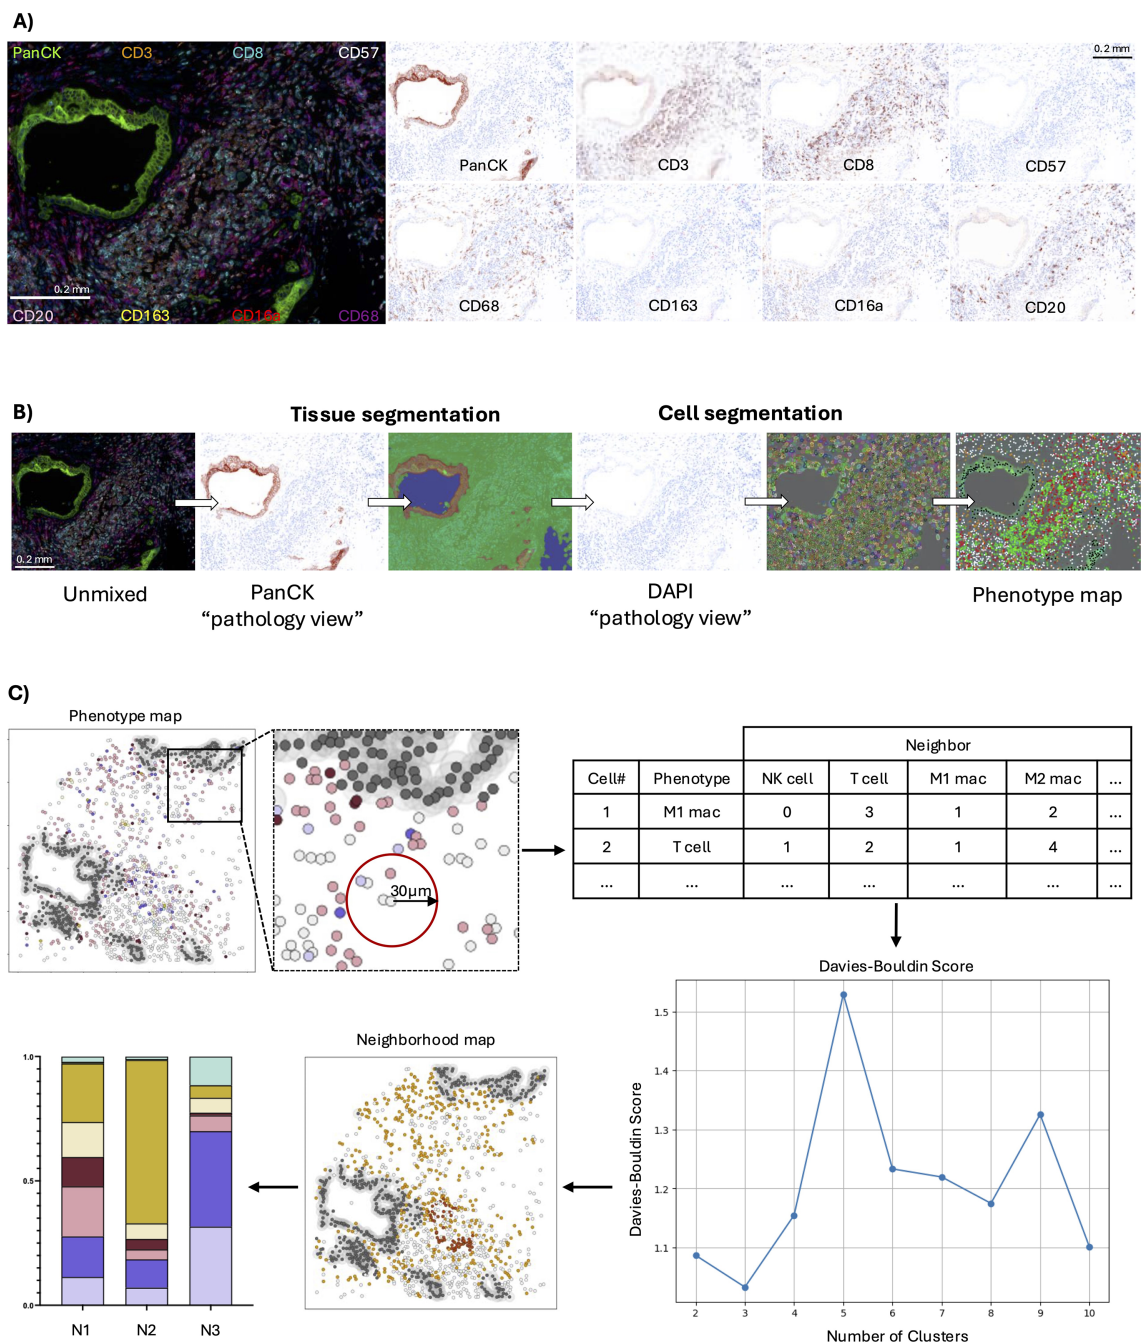 A)
PanCK CD3 CD8 CD57
0.2 mm
CD20 CD163 CD16a CD68
0.2 mm
PanCK CD3 CD8 CD57
CD68 CD163 CD16a CD20
B)
Tissue segmentation Cell segmentation
0.2 mm
Unmixed PanCK DAPI Phenotype map
“pathology view” “pathology view”
C)
Phenotype map
30µm
Neighbor
Cell# Phenotype NK cell T cell M1 mac M2 mac ...
1 M1 mac 0 3 1 2 ...
2 T cell 1 2 1 4 ...
... ... ... ... ... ... ...
Davies-Bouldin Score
Davies-Bouldin Score
1.5
1.4
1.3
1.2
1.1
2 3 4 5 6 7 8 9 10
Number of Clusters
Neighborhood map
1.0
0.5
0.0
N1 N2 N3